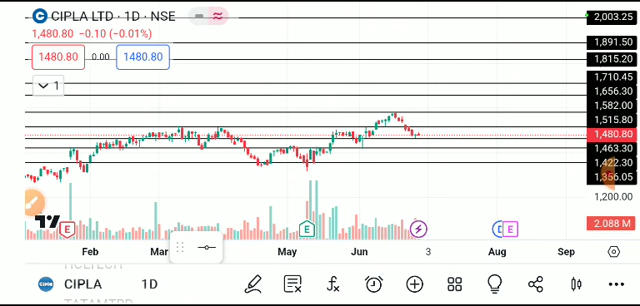 CIPLA LTD · 1D · NSE
1,480.80 −0.10 (−0.01%)
1480.80 0.00 1480.80
1
2,003.25
1,891.50
1,815.20
1,710.45
1,656.30
1,582.00
1,515.80
1,480.80
1,463.30
1,422.30
1,356.05
1,200.00
2.088 M
E E D E
Feb Mar May Jun 3 Aug Sep
HCLTECH
Cipla CIPLA 1D
TATAMTRD